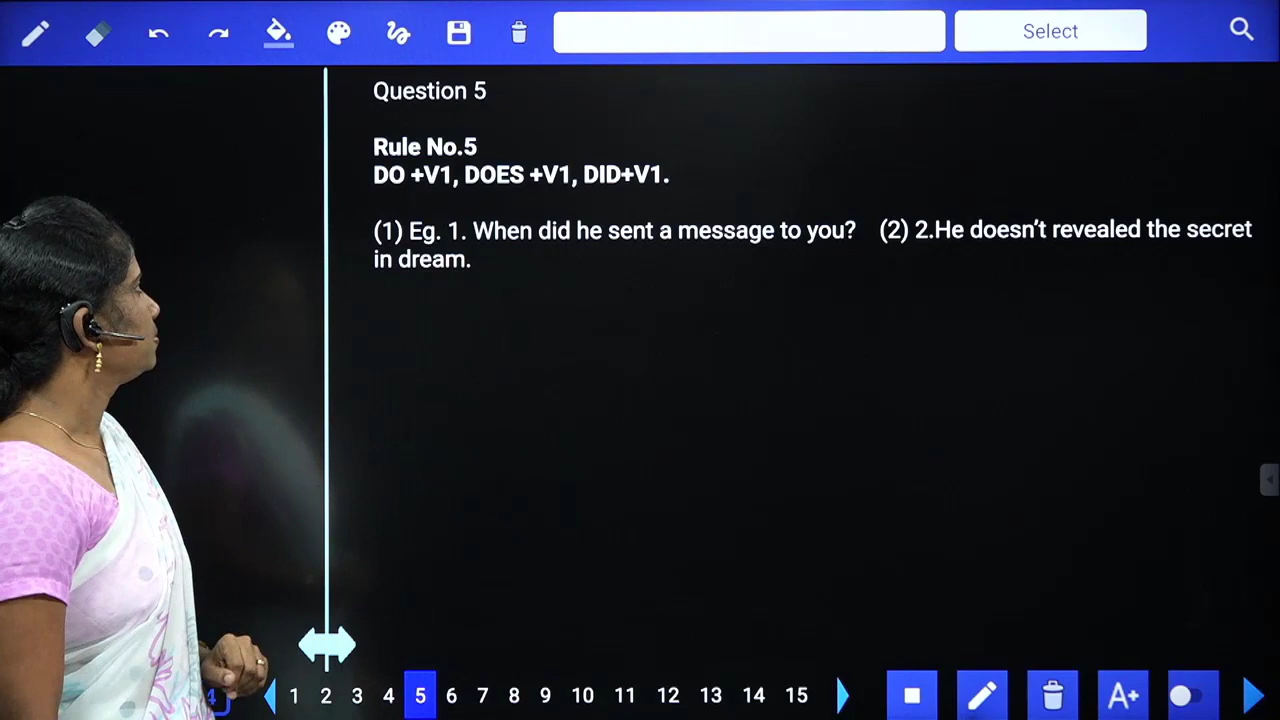 Select
Question 5
Rule No.5
DO +V1, DOES +V1, DID+V1.
(1) Eg. 1. When did he sent a message to you? (2) 2.He doesn’t revealed the secret
in dream.
4 1 2 3 4 5 6 7 8 9 10 11 12 13 14 15 A+